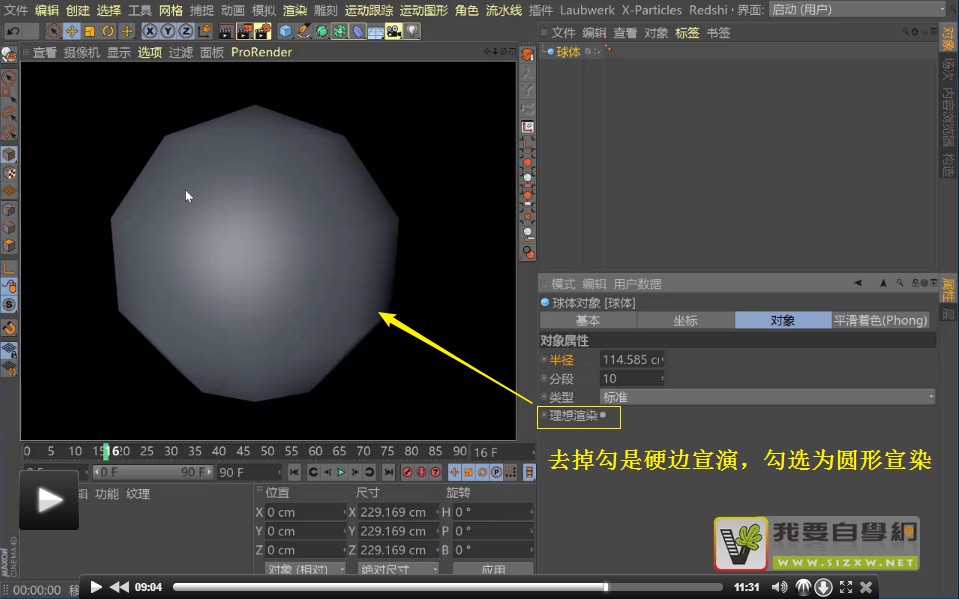 文件 编辑 创建 选择 工具 网格 捕捉 动画 模拟 渲染 雕刻 运动跟踪 运动图形 角色 流水线 插件 Laubwerk X-Particles Redshi 界面: 启动 (用户)
X Y Z
查看 摄像机 显示 选项 过滤 面板 ProRender
文件 编辑 查看 对象 标签 书签
球体
对象
场次
内容浏览器
构造
模式 编辑 用户数据
属性
层
球体对象 [球体]
基本 坐标 对象 平滑着色(Phong)
对象属性
半径 114.585 cr
分段 10
类型 标准
理想渲染
去掉勾是硬边宣演，勾选为圆形宣染
0 5 10 15 16 20 25 30 35 40 45 50 55 60 65 70 75 80 85 90 16 F
0 F 90 F 90 F
功能 纹理
位置 尺寸 旋转
X 0 cm X 229.169 cm H 0 °
Y 0 cm Y 229.169 cm P 0 °
Z 0 cm Z 229.169 cm B 0 °
对象 (相对) 绝对尺寸 应用
我要自學網
WWW.51ZXW.NET
MAXON CINEMA 4D
00:00:00 移
09:04 11:31